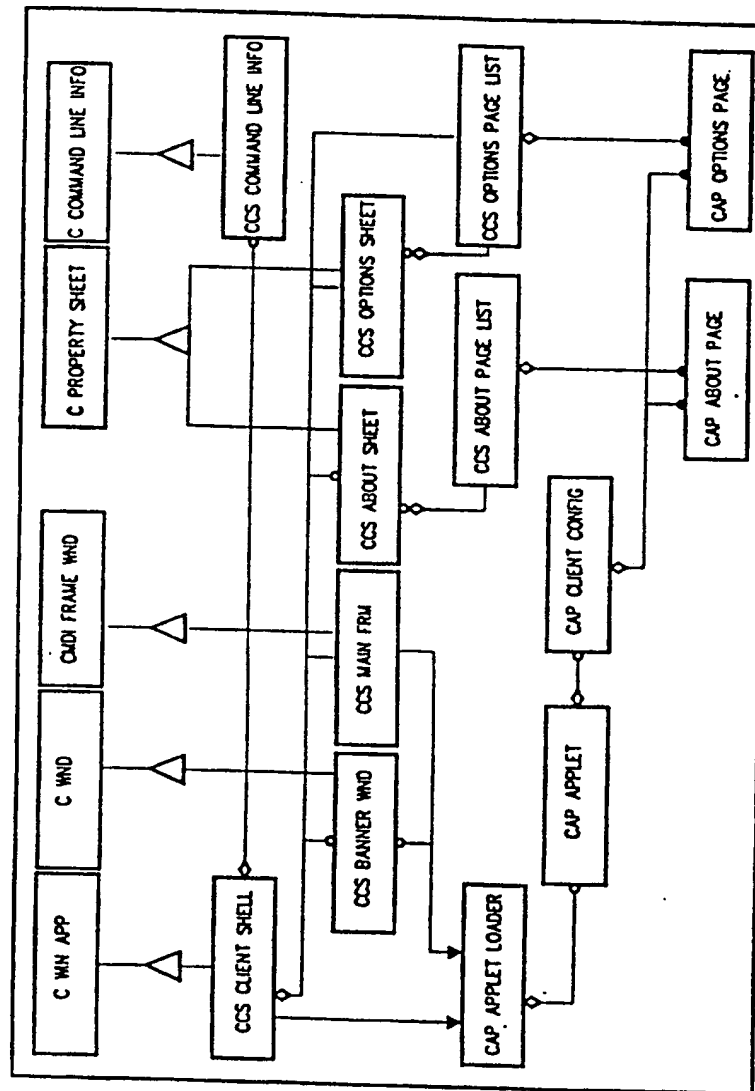 C WIN APP
C WND
CMDI FRAME WND
C PROPERTY SHEET
C COMMAND LINE INFO
CCS CLIENT SHELL
CCS COMMAND LINE INFO
CCS BANNER WND
CCS MAIN FRM
CCS ABOUT SHEET
CCS OPTIONS SHEET
CAP APPLET LOADER
CCS ABOUT PAGE LIST
CCS OPTIONS PAGE LIST
CAP APPLET
CAP CLIENT CONFIG
CAP ABOUT PAGE
CAP OPTIONS PAGE.